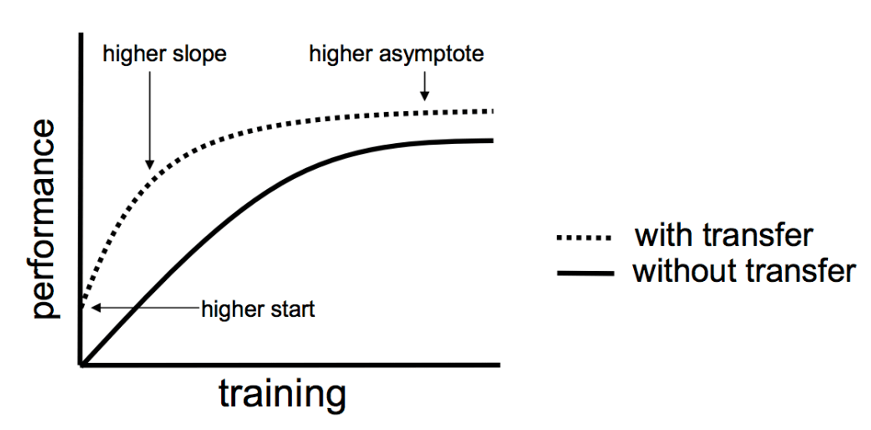 higher slope
higher asymptote
performance
with transfer
without transfer
higher start
training